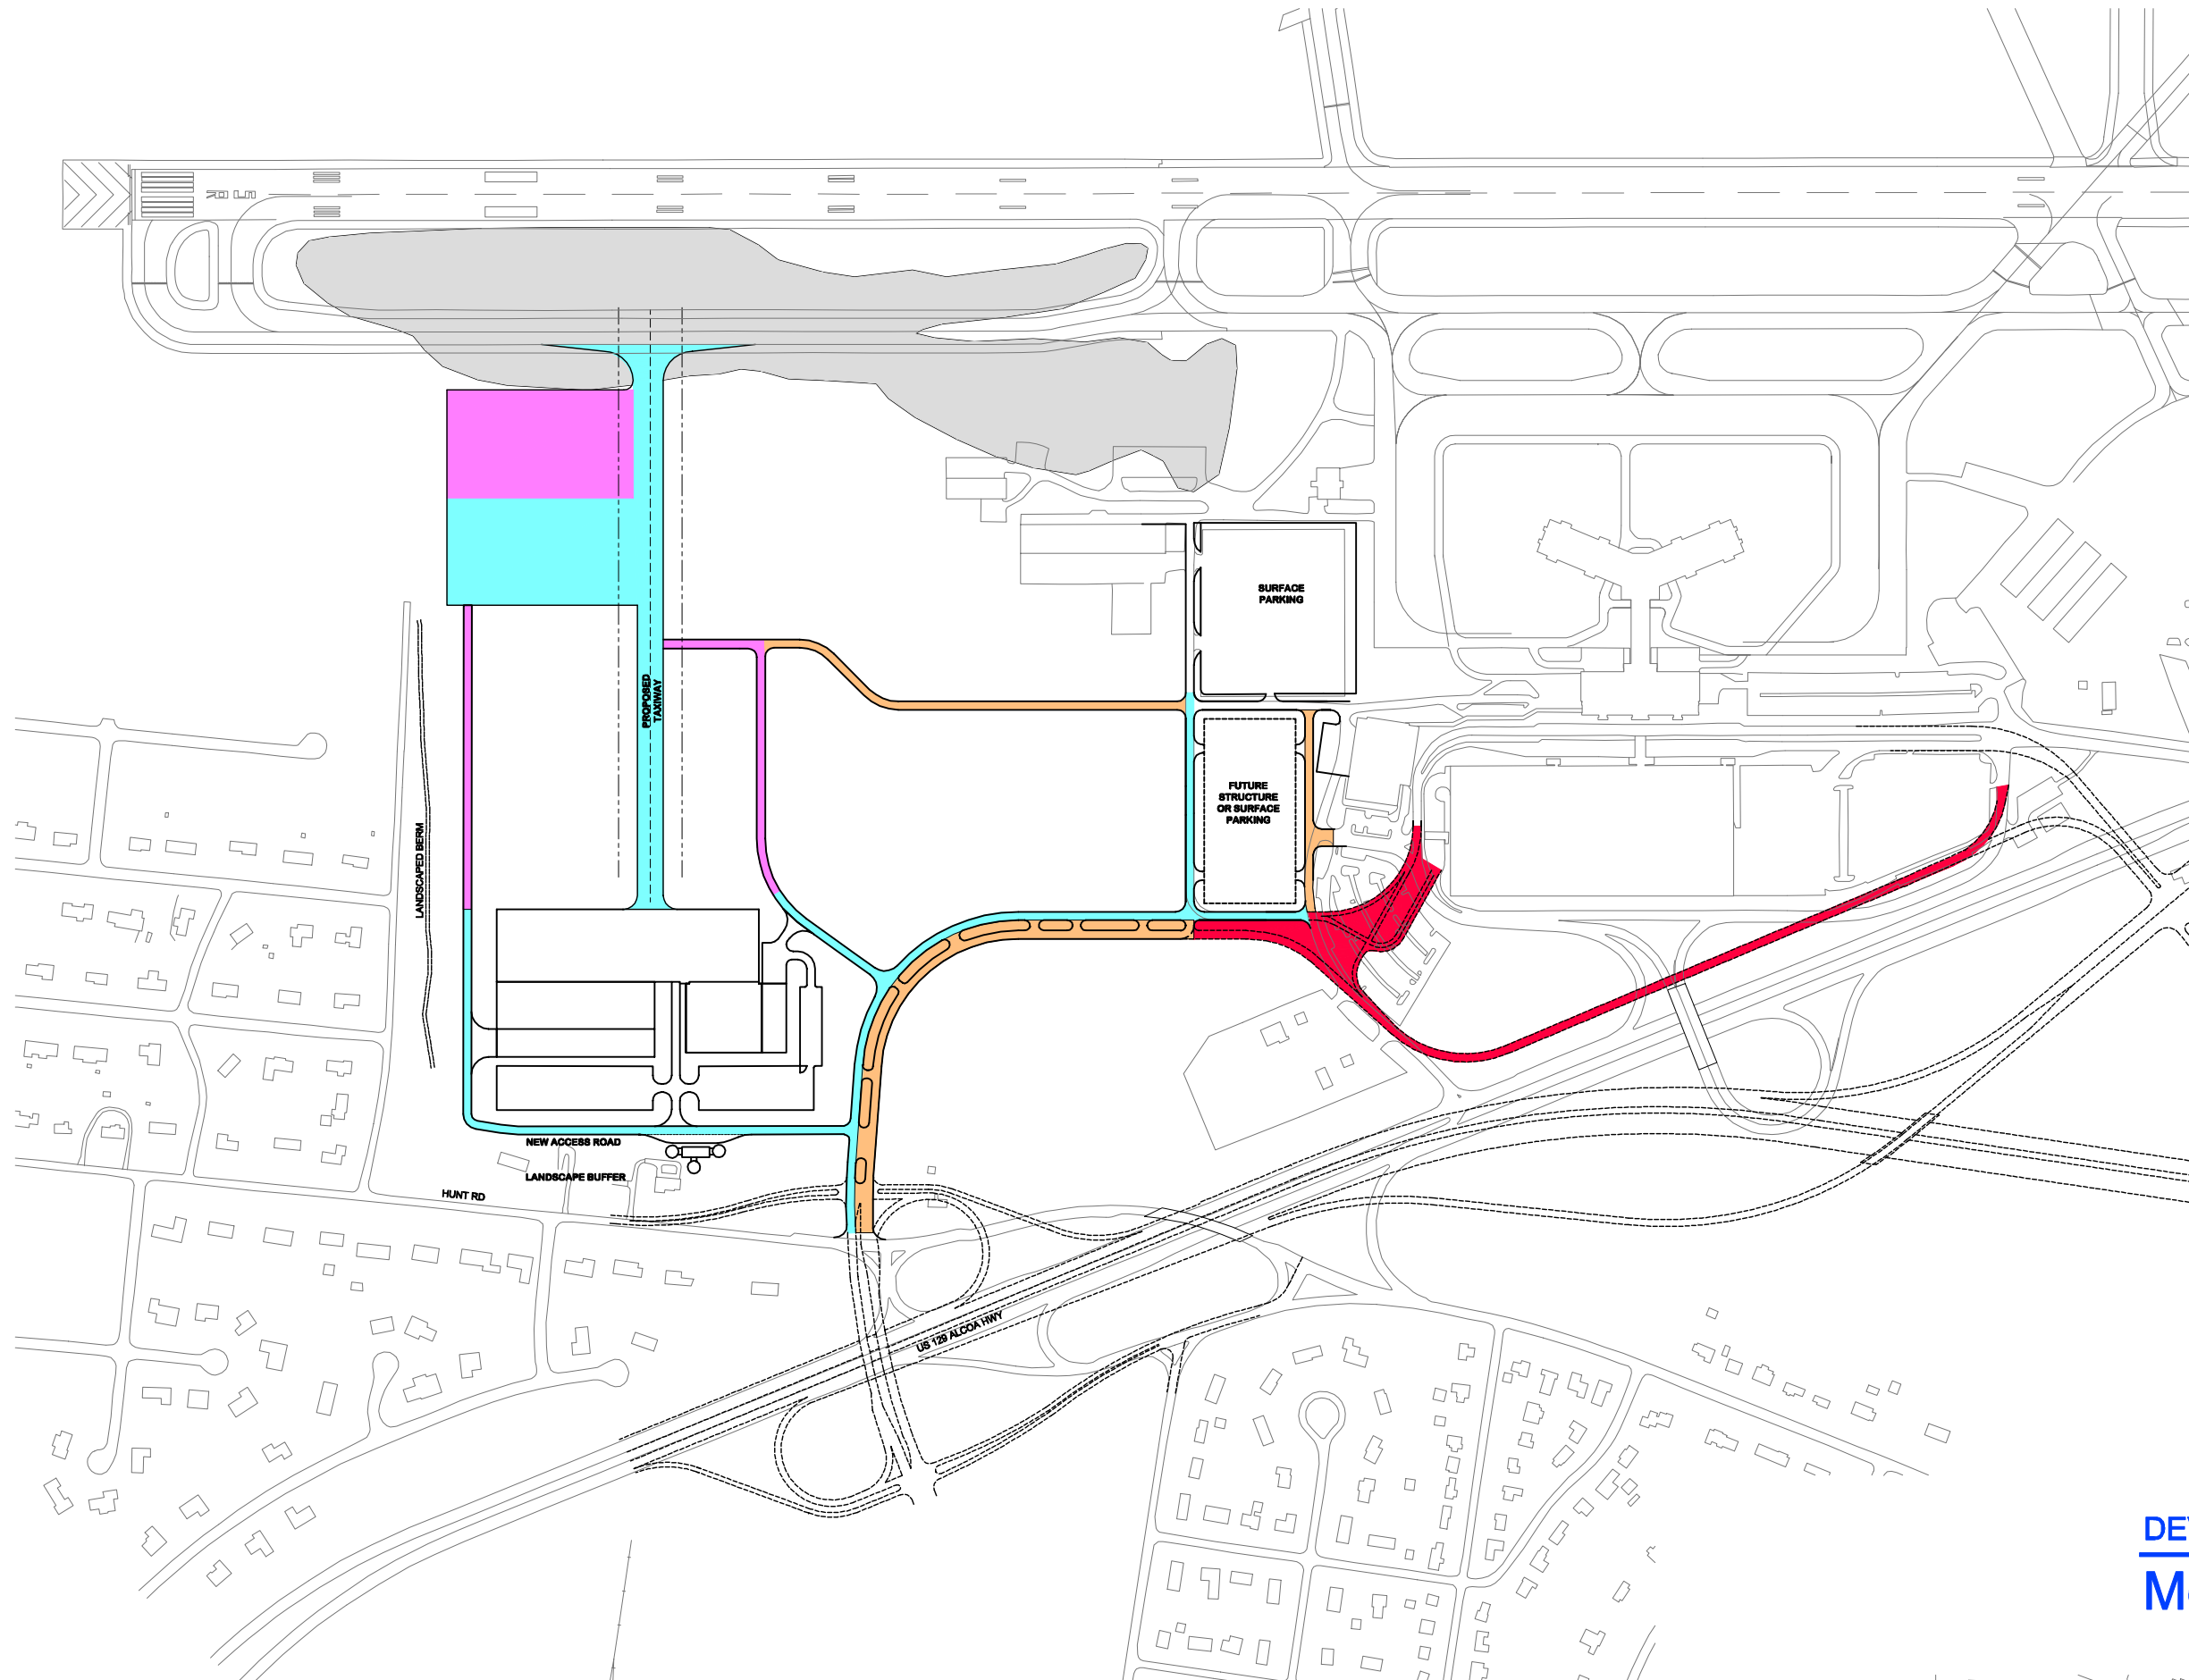 5R
SURFACE
PARKING
PROPOSED
TAXIWAY
FUTURE
STRUCTURE
OR SURFACE
PARKING
LANDSCAPED BERM
NEW ACCESS ROAD
LANDSCAPE BUFFER
HUNT RD
US 129 ALCOA HWY